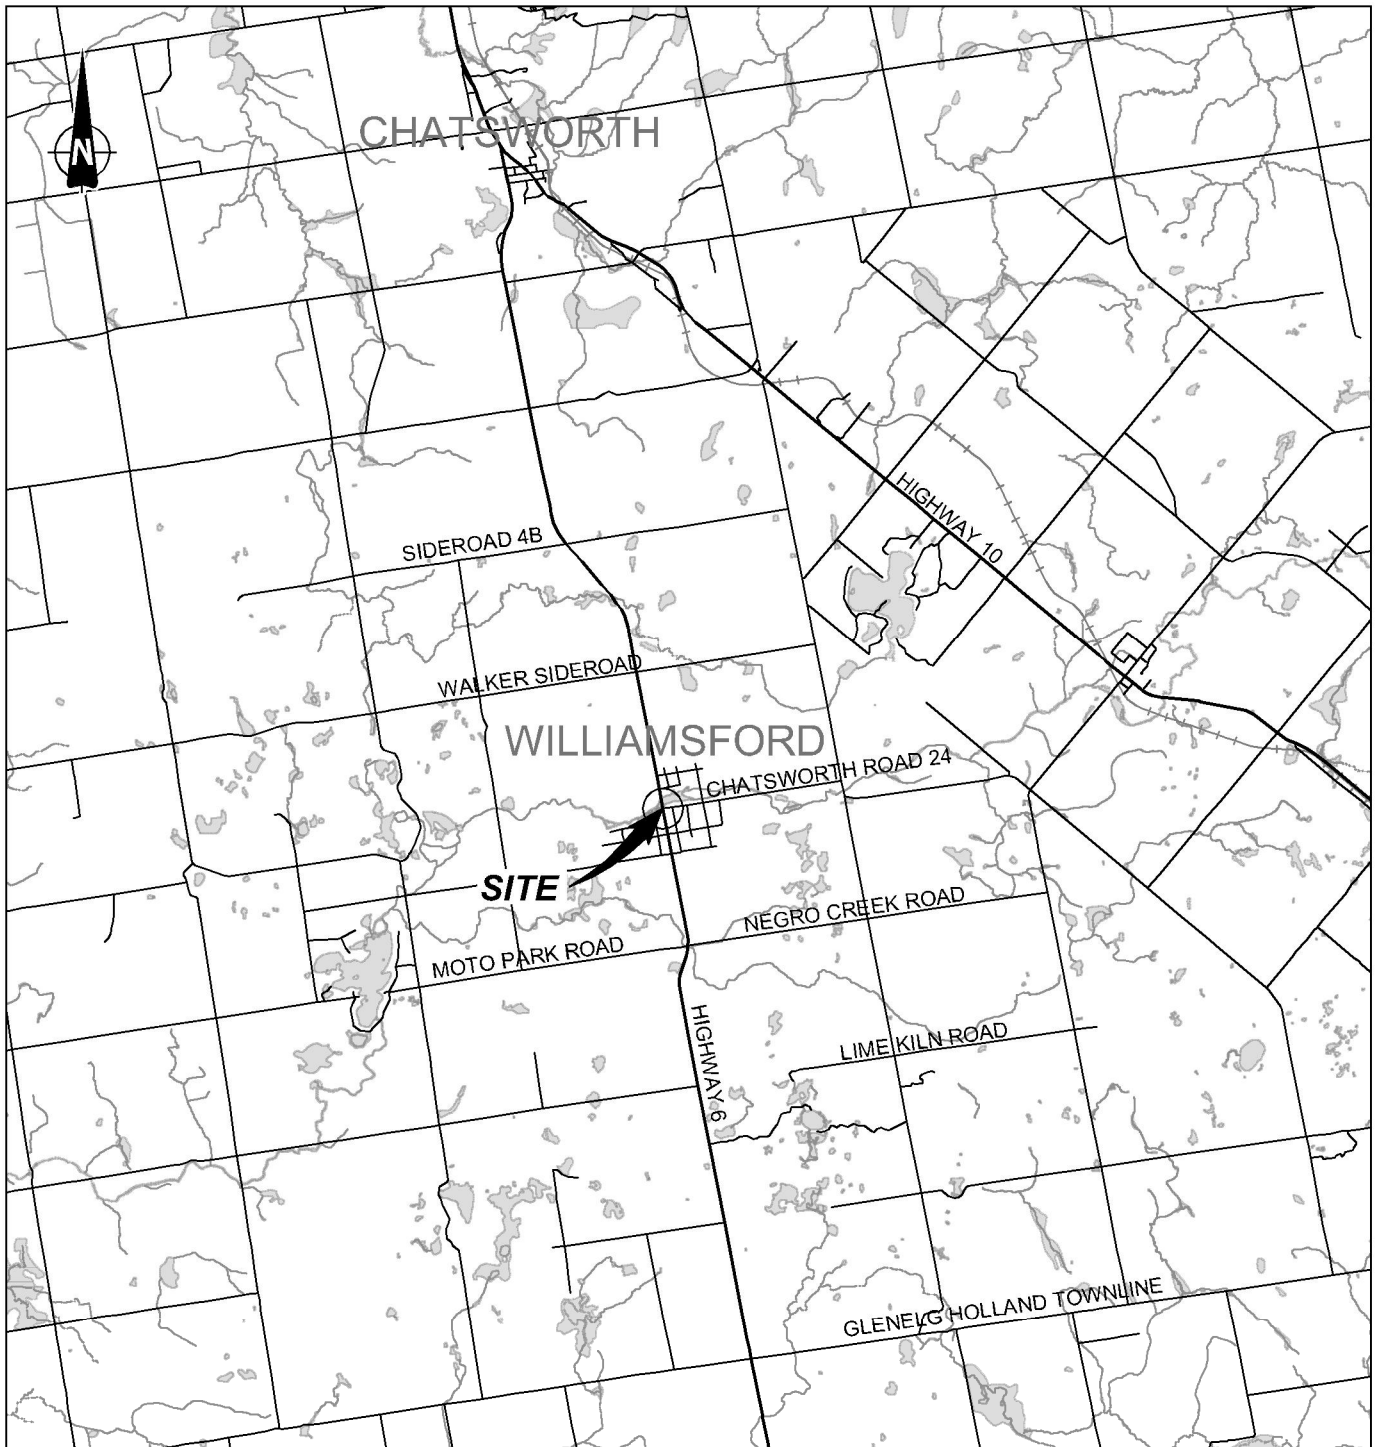 CHATSWORTH
N
HIGHWAY 10
SIDEROAD 4B
WALKER SIDEROAD
WILLIAMSFORD
CHATSWORTH ROAD 24
SITE
NEGRO CREEK ROAD
MOTO PARK ROAD
HIGHWAY 6
LIME KILN ROAD
GLENELG HOLLAND TOWNLINE